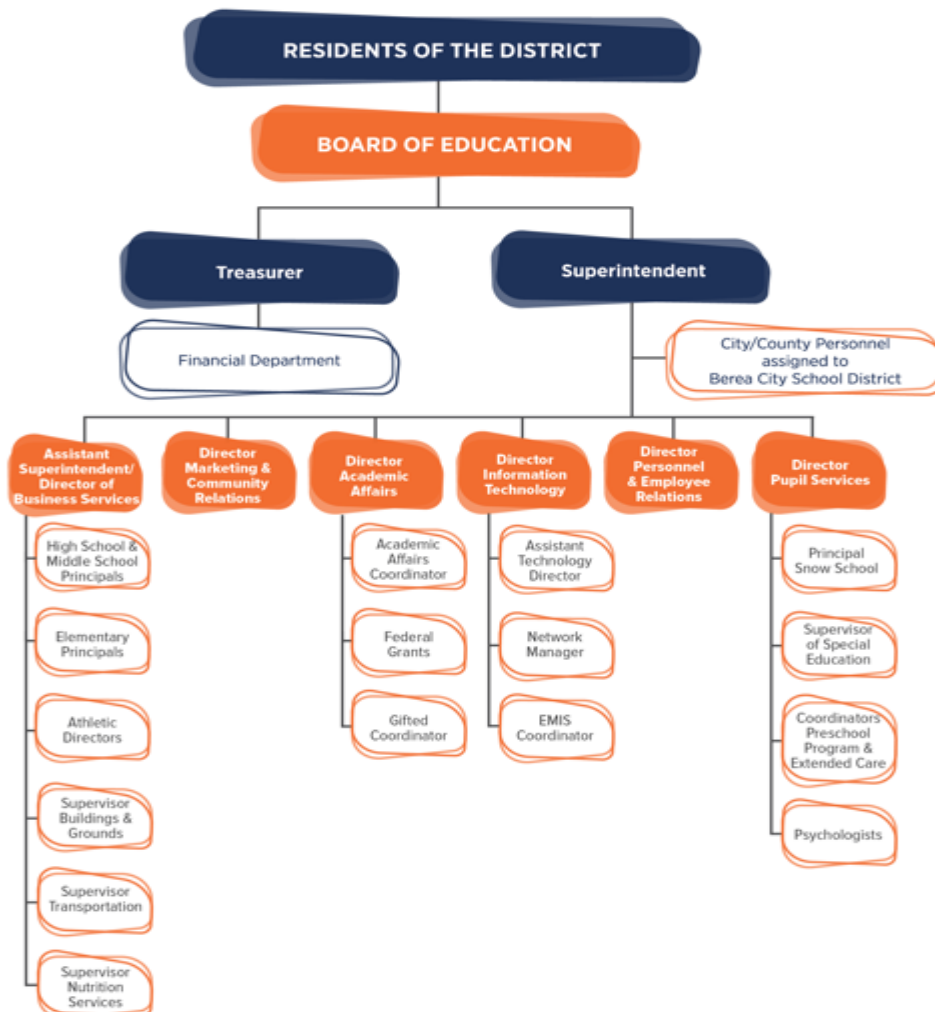 RESIDENTS OF THE DISTRICT
BOARD OF EDUCATION
Treasurer
Superintendent
Financial Department
City/County Personnel
assigned to
Berea City School District
Assistant
Superintendent/
Director of
Business Services
Director
Marketing &
Community
Relations
Director
Academic
Affairs
Director
Information
Technology
Director
Personnel
& Employee
Relations
Director
Pupil Services
High School &
Middle School
Principals
Elementary
Principals
Athletic
Directors
Supervisor
Buildings &
Grounds
Supervisor
Transportation
Supervisor
Nutrition
Services
Academic
Affairs
Coordinator
Federal
Grants
Gifted
Coordinator
Assistant
Technology
Director
Network
Manager
EMIS
Coordinator
Principal
Snow School
Supervisor
of Special
Education
Coordinators
Preschool
Program &
Extended Care
Psychologists